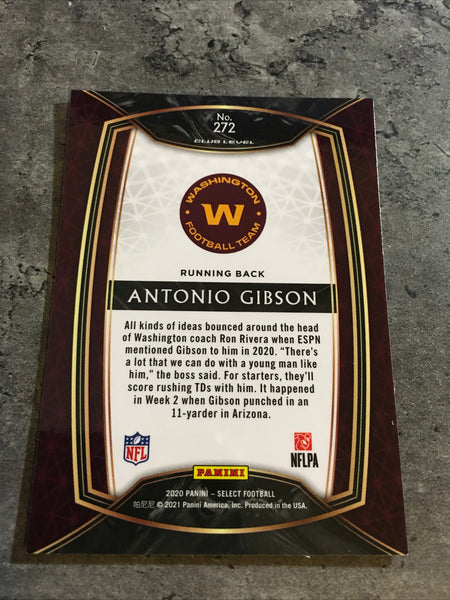 No.
272
CLUB LEVEL
WASHINGTON
W
FOOTBALL TEAM
RUNNING BACK
ANTONIO GIBSON
All kinds of ideas bounced around the head
of Washington coach Ron Rivera when ESPN
mentioned Gibson to him in 2020. “There’s
a lot that we can do with a young man like
him,” the boss said. For starters, they’ll
score rushing TDs with him. It happened
in Week 2 when Gibson punched in an
11-yarder in Arizona.
NFL
PANINI
NFLPA
2020 PANINI – SELECT FOOTBALL
帕尼尼 © 2021 Panini America, Inc. Produced in the USA.